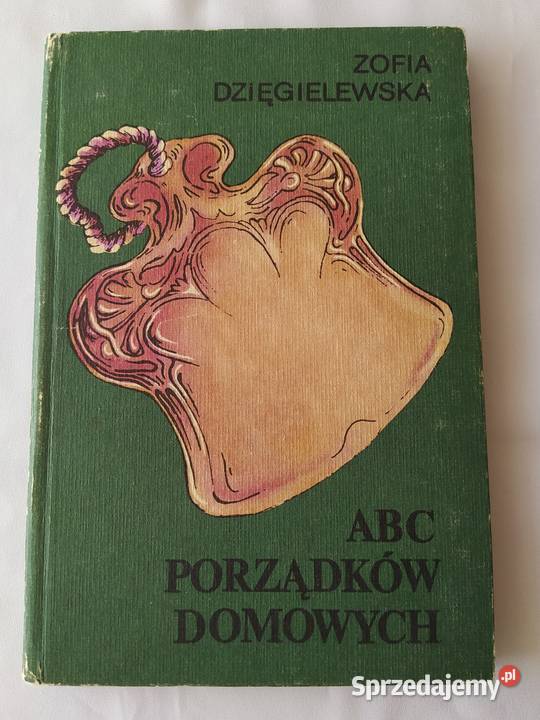 ZOFIA
DZIĘGIELEWSKA
ABC
PORZĄDKÓW
DOMOWYCH
Sprzedajemy.pl